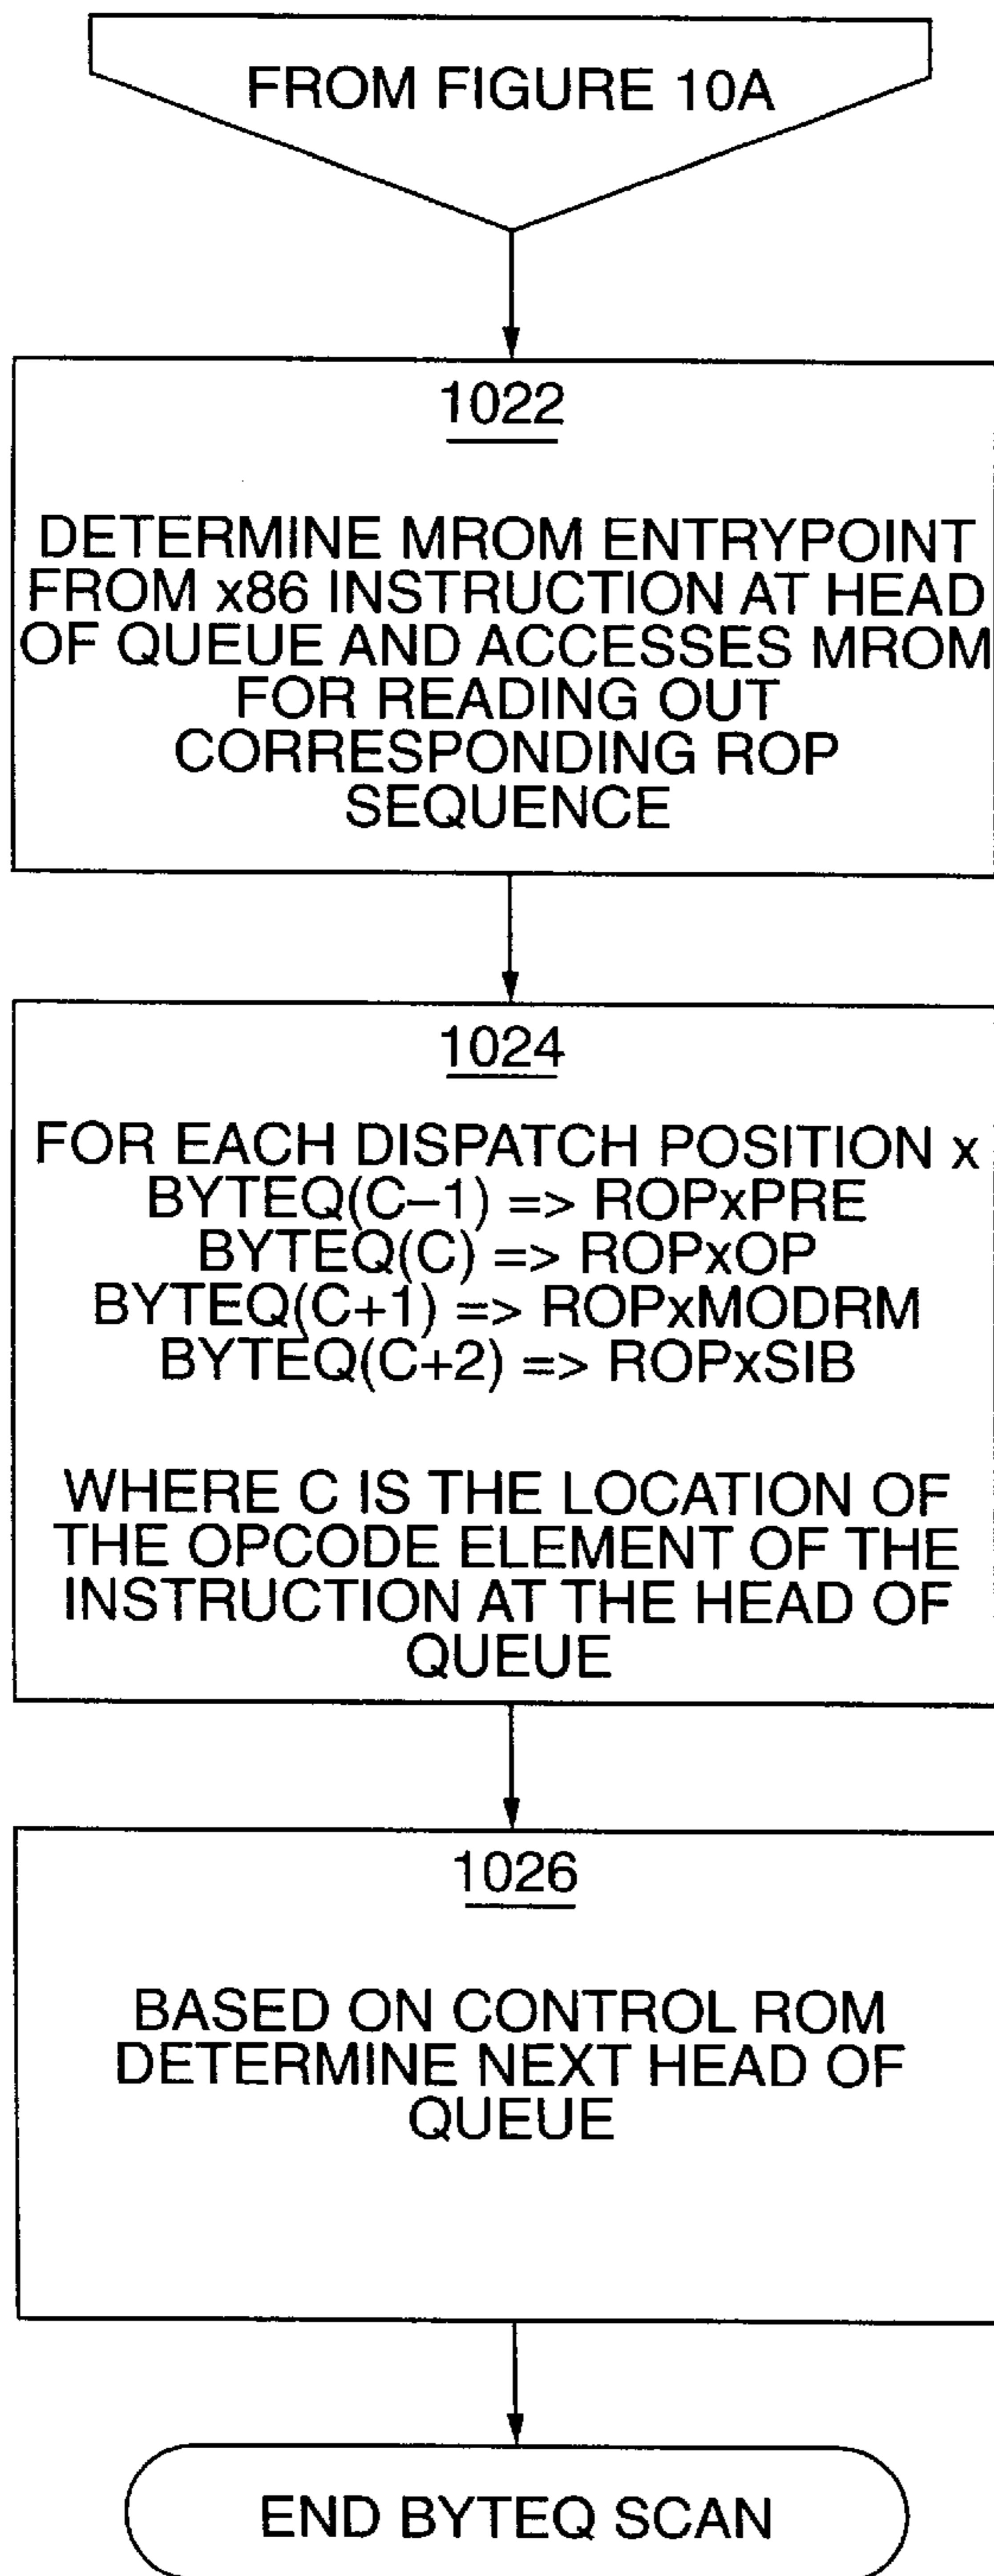 FROM FIGURE 10A
1022
DETERMINE MROM ENTRYPOINT
FROM x86 INSTRUCTION AT HEAD
OF QUEUE AND ACCESSES MROM
FOR READING OUT
CORRESPONDING ROP
SEQUENCE
1024
FOR EACH DISPATCH POSITION x
BYTEQ(C–1) => ROPxPRE
BYTEQ(C) => ROPxOP
BYTEQ(C+1) => ROPxMODRM
BYTEQ(C+2) => ROPxSIB
WHERE C IS THE LOCATION OF
THE OPCODE ELEMENT OF THE
INSTRUCTION AT THE HEAD OF
QUEUE
1026
BASED ON CONTROL ROM
DETERMINE NEXT HEAD OF
QUEUE
END BYTEQ SCAN